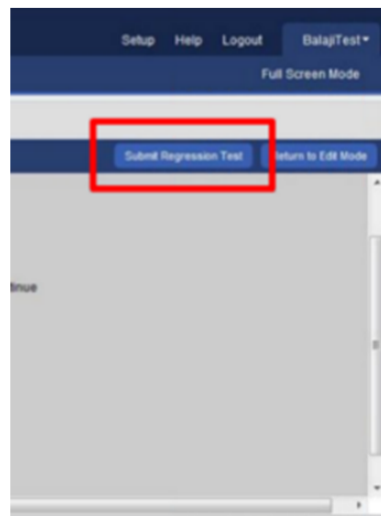 Setup Help Logout BalajiTest
Full Screen Mode
Submit Regression Test Return to Edit Mode
tinue